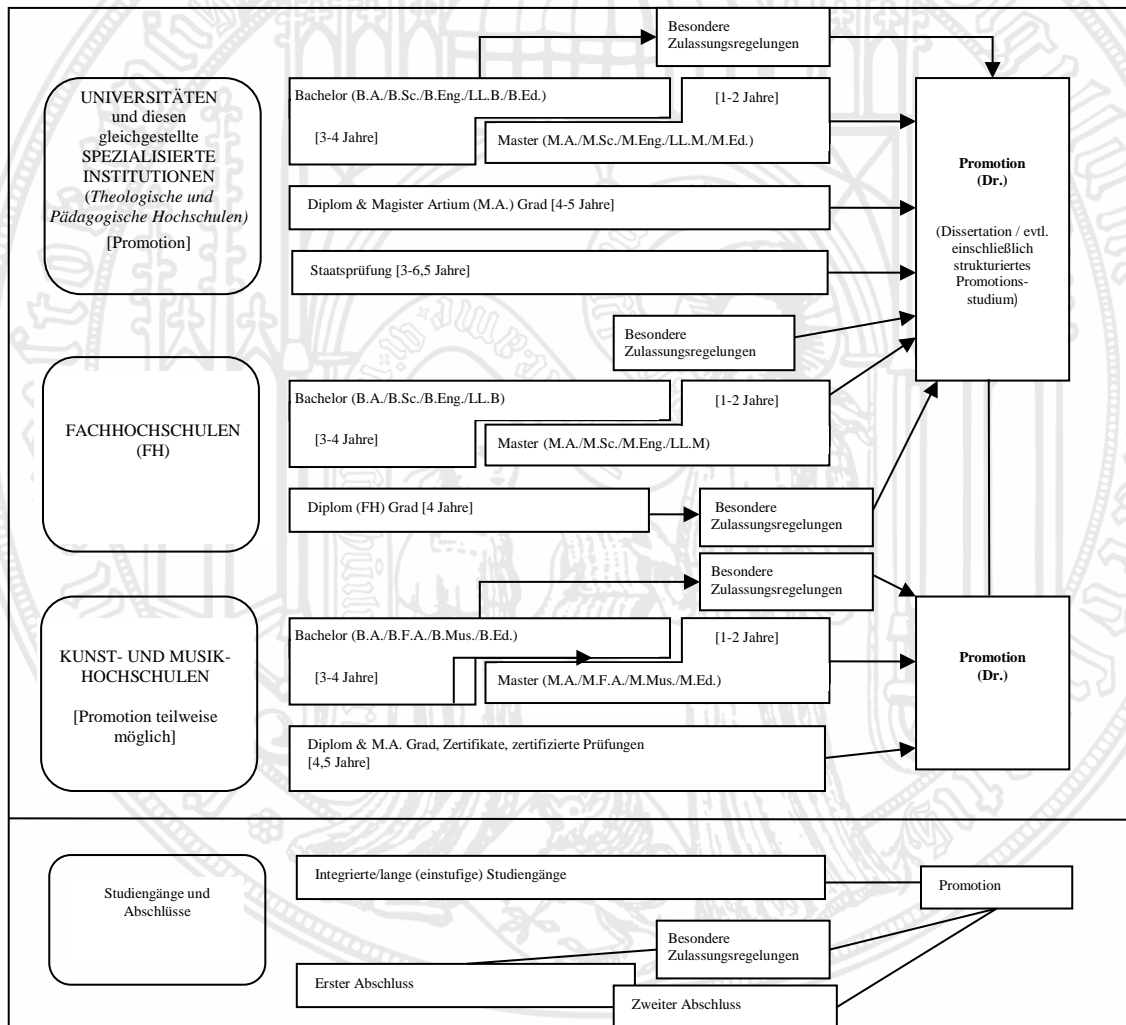 Besondere
Zulassungsregelungen
UNIVERSITÄTEN
und diesen
gleichgestellte
SPEZIALISIERTE
INSTITUTIONEN
(Theologische und
Pädagogische Hochschulen)
[Promotion]
Bachelor (B.A./B.Sc./B.Eng./LL.B./B.Ed.)
[3-4 Jahre]
[1-2 Jahre]
Master (M.A./M.Sc./M.Eng./LL.M./M.Ed.)
Diplom & Magister Artium (M.A.) Grad [4-5 Jahre]
Staatsprüfung [3-6,5 Jahre]
Promotion
(Dr.)
(Dissertation / evtl.
einschließlich
strukturiertes
Promotions-
studium)
Besondere
Zulassungsregelungen
FACHHOCHSCHULEN
(FH)
Bachelor (B.A./B.Sc./B.Eng./LL.B)
[3-4 Jahre]
[1-2 Jahre]
Master (M.A./M.Sc./M.Eng./LL.M)
Diplom (FH) Grad [4 Jahre]
Besondere
Zulassungsregelungen
Besondere
Zulassungsregelungen
KUNST- UND MUSIK-
HOCHSCHULEN
[Promotion teilweise
möglich]
Bachelor (B.A./B.F.A./B.Mus./B.Ed.)
[3-4 Jahre]
[1-2 Jahre]
Master (M.A./M.F.A./M.Mus./M.Ed.)
Diplom & M.A. Grad, Zertifikate, zertifizierte Prüfungen
[4,5 Jahre]
Promotion
(Dr.)
Studiengänge und
Abschlüsse
Integrierte/lange (einstufige) Studiengänge
Promotion
Besondere
Zulassungsregelungen
Erster Abschluss
Zweiter Abschluss